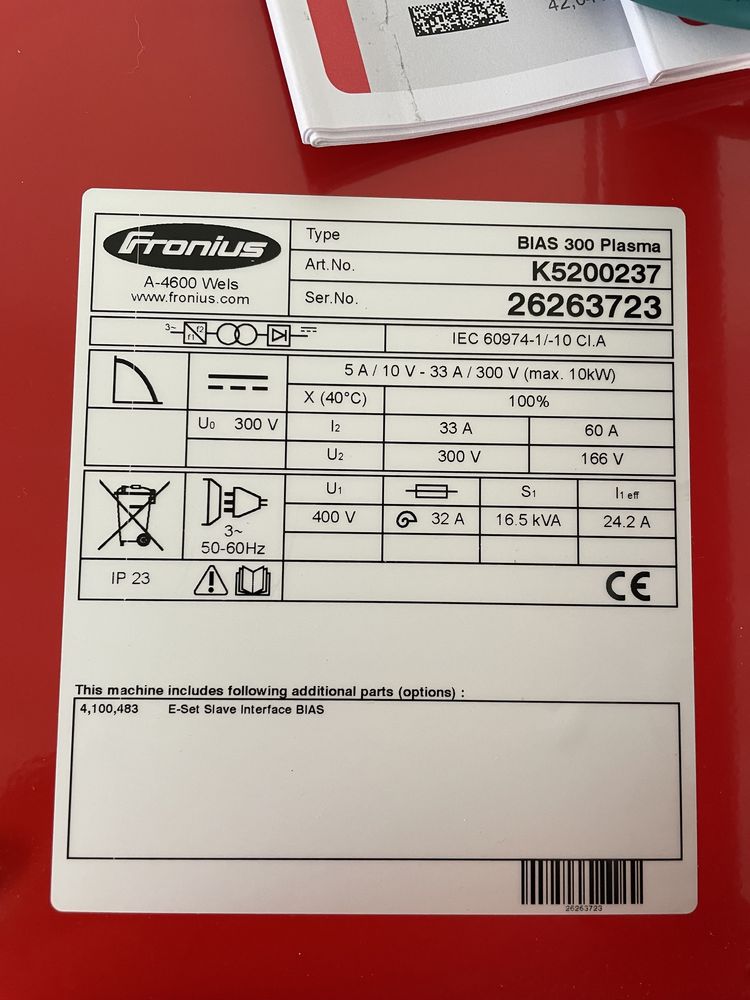 Fronius
A-4600 Wels
www.fronius.com
Type BIAS 300 Plasma
Art.No. K5200237
Ser.No. 26263723
3~ f1 f2
IEC 60974-1/-10 Cl.A
5 A / 10 V - 33 A / 300 V (max. 10kW)
X (40°C) 100%
U0 300 V I2 33 A 60 A
U2 300 V 166 V
3~
50-60Hz
U1 S1 I1 eff
400 V 32 A 16.5 kVA 24.2 A
IP 23
CE
This machine includes following additional parts (options) :
4,100,483 E-Set Slave Interface BIAS
26263723